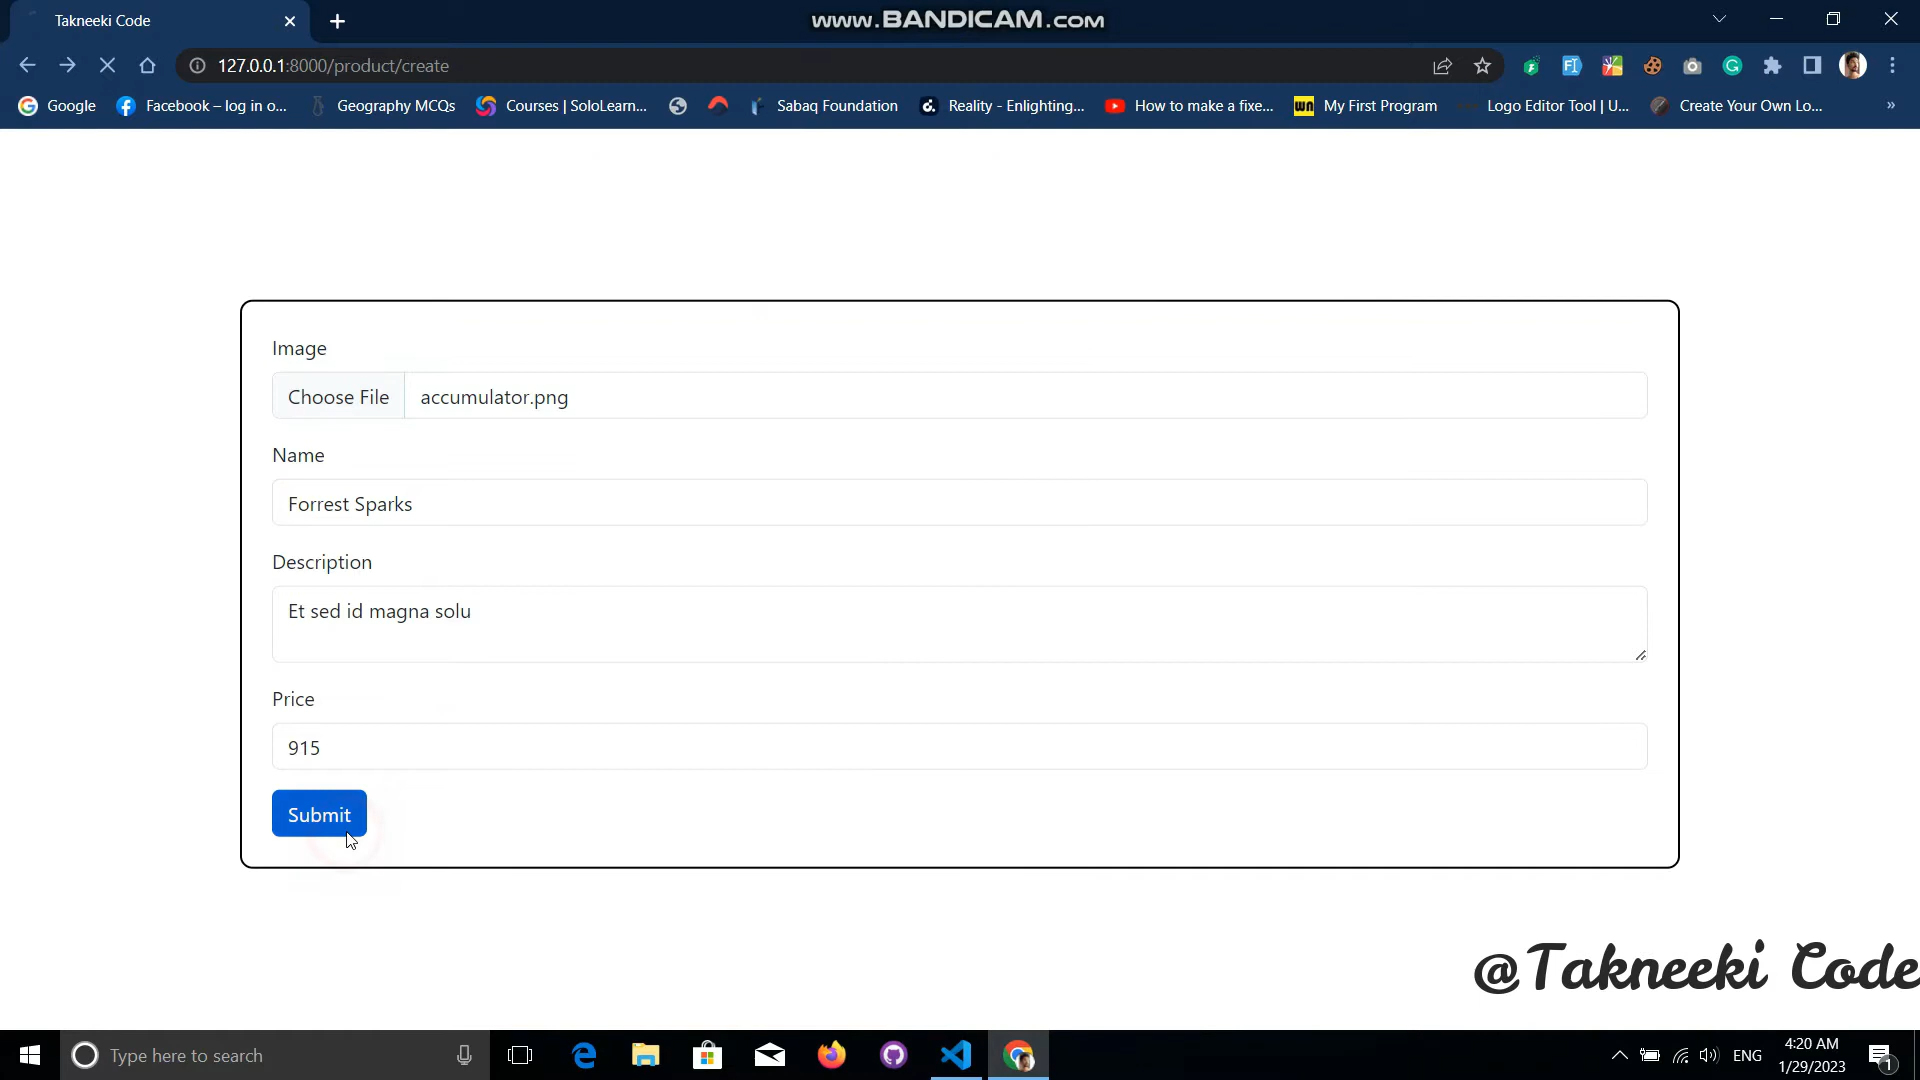 Takneeki Code
www.BANDICAM.com
127.0.0.1:8000/product/create
Google
Facebook – log in o...
Geography MCQs
Courses | SoloLearn...
Sabaq Foundation
Reality - Enlighting...
How to make a fixe...
wn
My First Program
Logo Editor Tool | U...
Create Your Own Lo...
Image
Choose File
accumulator.png
Name
Forrest Sparks
Description
Et sed id magna solu
Price
915
Submit
@Takneeki Code
Type here to search
ENG
4:20 AM
1/29/2023
1